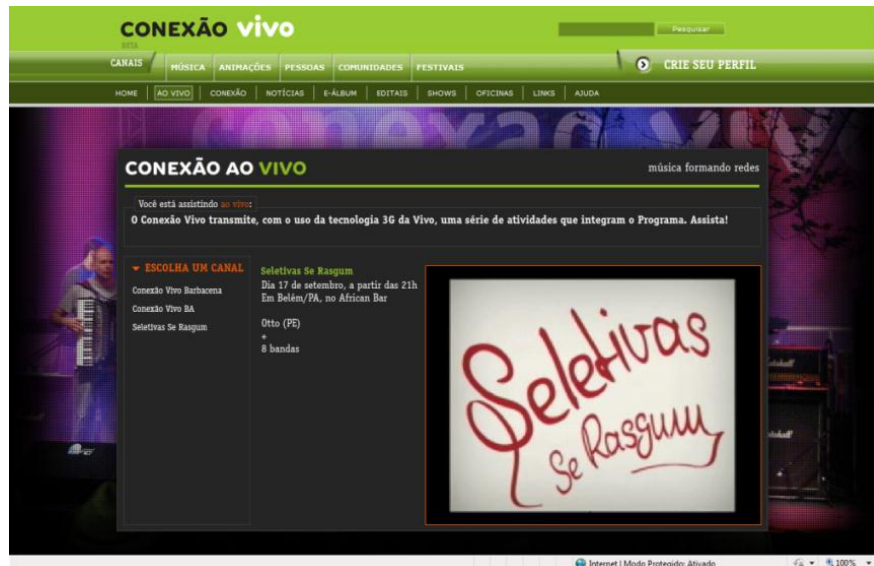 CONEXÃO VIVO
BETA
Pesquisar
CANAIS
MÚSICA ANIMAÇÕES PESSOAS COMUNIDADES FESTIVAIS
CRIE SEU PERFIL
HOME AO VIVO CONEXÃO NOTÍCIAS E-ÁLBUM EDITAIS SHOWS OFICINAS LINKS AJUDA
conexão vi
CONEXÃO AO VIVO
música formando redes
Você está assistindo ao vivo:
O Conexão Vivo transmite, com o uso da tecnologia 3G da Vivo, uma série de atividades que integram o Programa. Assista!
ESCOLHA UM CANAL
Conexão Vivo Barbacena
Conexão Vivo BA
Seletivas Se Rasgum
Seletivas Se Rasgum
Dia 17 de setembro, a partir das 21h
Em Belém/PA, no African Bar
Otto (PE)
+
8 bandas
Seletivas
Se Rasgum
Marshall
Internet | Modo Protegido: Ativado
100%